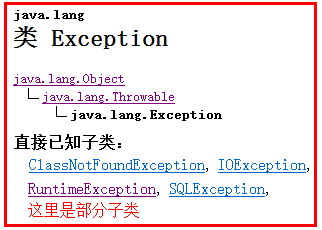 java.lang
类 Exception
java.lang.Object
java.lang.Throwable
java.lang.Exception
直接已知子类：
ClassNotFoundException, IOException,
RuntimeException, SQLException,
这里是部分子类